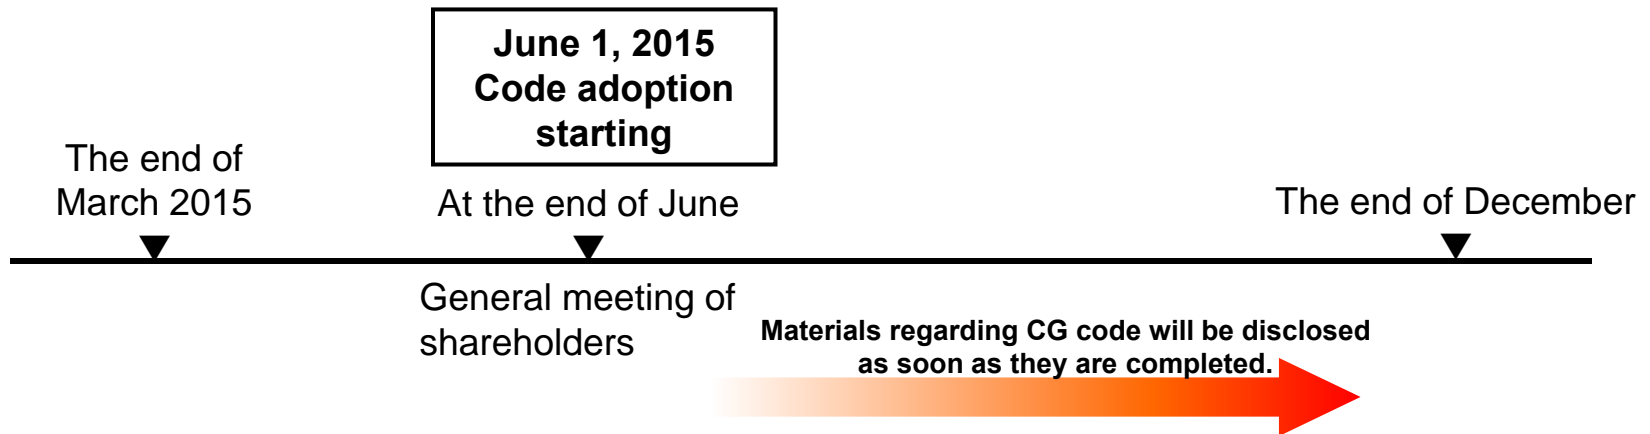 June 1, 2015
Code adoption
starting
The end of
March 2015
At the end of June
The end of December
General meeting of
shareholders
Materials regarding CG code will be disclosed
as soon as they are completed.